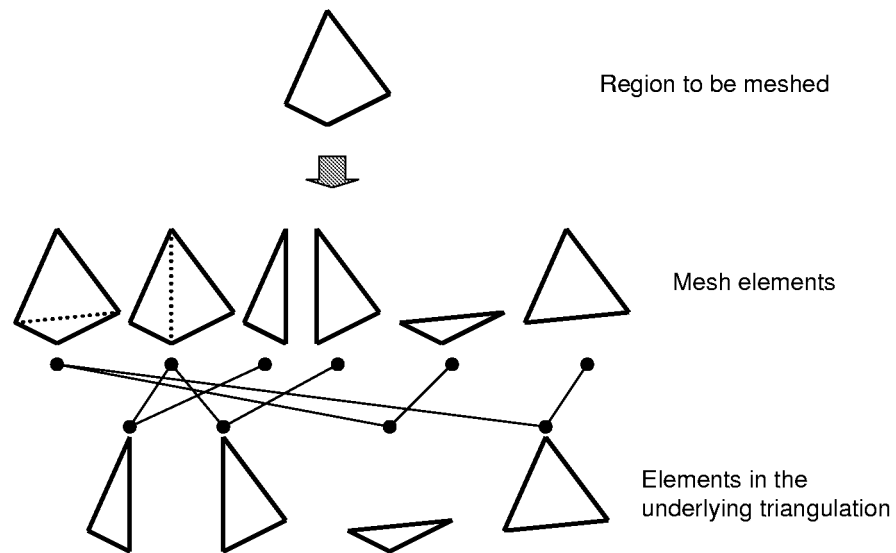 Region to be meshed
Mesh elements
Elements in the
underlying triangulation